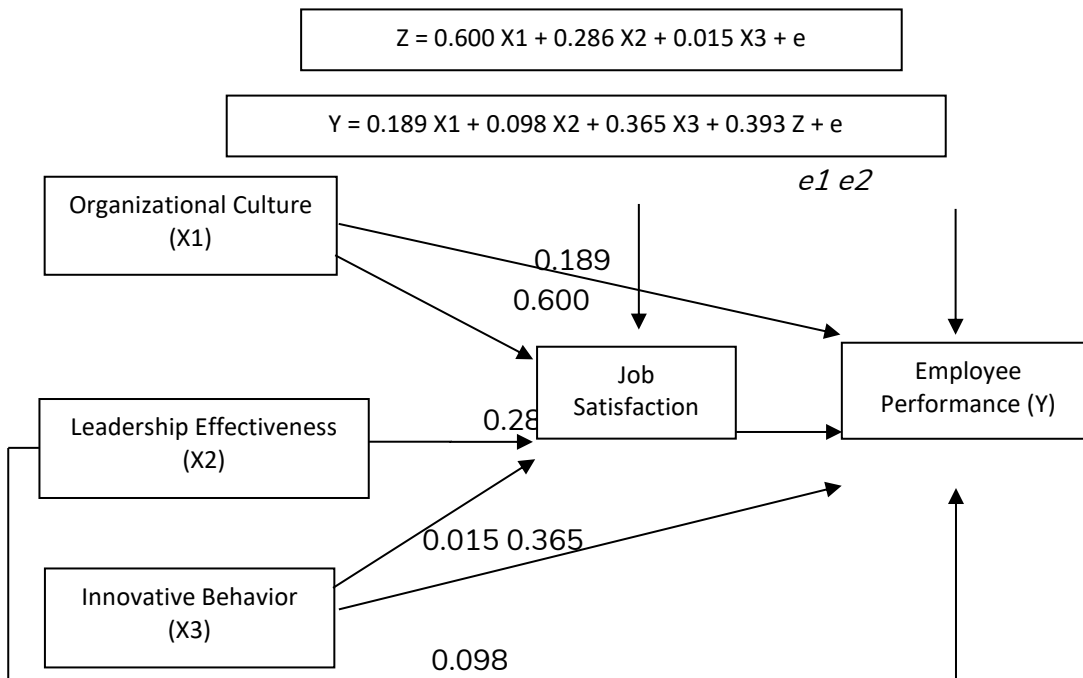 Z = 0.600 X1 + 0.286 X2 + 0.015 X3 + e
Y = 0.189 X1 + 0.098 X2 + 0.365 X3 + 0.393 Z + e
e1 e2
Organizational Culture
(X1)
0.189
0.600
Job
Satisfaction
Employee
Performance (Y)
Leadership Effectiveness
(X2)
0.28
0.015 0.365
Innovative Behavior
(X3)
0.098